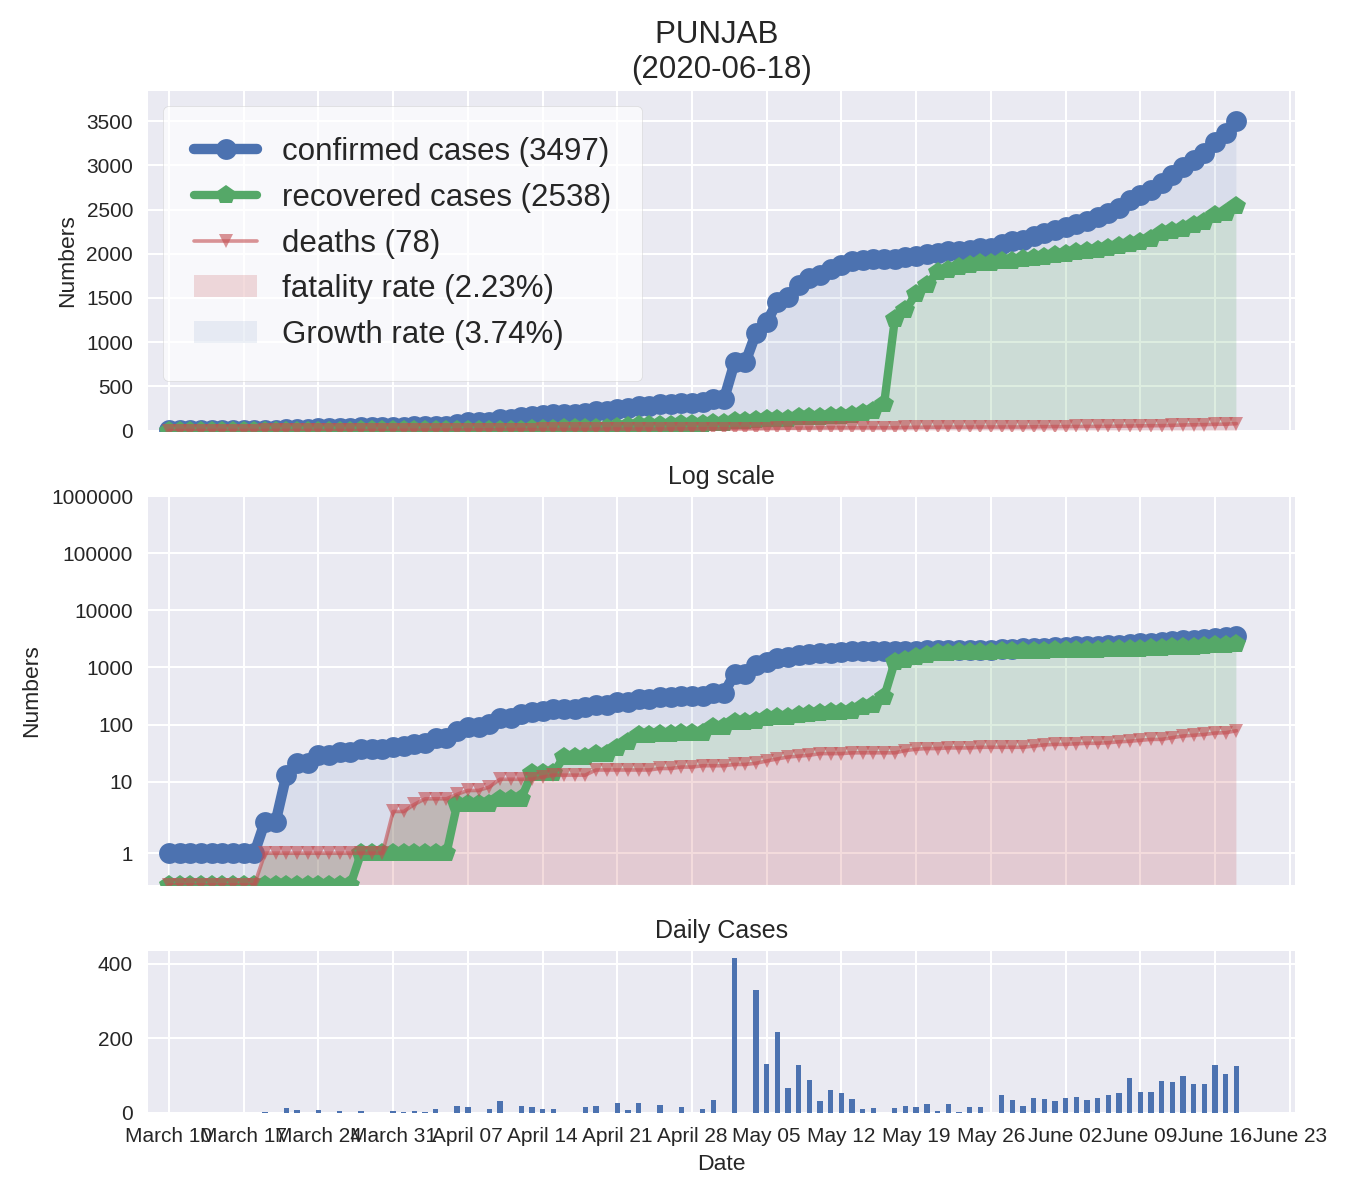 PUNJAB
(2020-06-18)
Numbers
3500
3000
2500
2000
1500
1000
500
0
confirmed cases (3497)
recovered cases (2538)
deaths (78)
fatality rate (2.23%)
Growth rate (3.74%)
Log scale
Numbers
1000000
100000
10000
1000
100
10
1
Daily Cases
400
200
0
March 10 March 17 March 24 March 31 April 07 April 14 April 21 April 28 May 05 May 12 May 19 May 26 June 02 June 09 June 16 June 23
Date